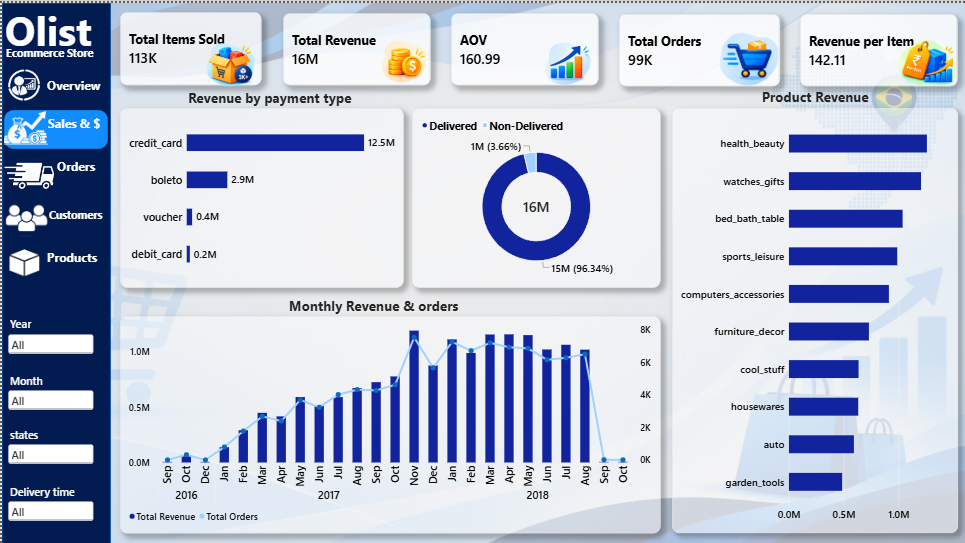 Olist
Ecommerce Store
Overview
Sales & $
Orders
Customers
Products
Year
All
Month
All
states
All
Delivery time
All
Total Items Sold
113K
Total Revenue
16M
AOV
160.99
Total Orders
99K
Revenue per Item
142.11
Revenue by payment type
credit_card 12.5M
boleto 2.9M
voucher 0.4M
debit_card 0.2M
Delivered Non-Delivered
1M (3.66%)
16M
15M (96.34%)
Product Revenue
health_beauty
watches_gifts
bed_bath_table
sports_leisure
computers_accessories
furniture_decor
cool_stuff
housewares
auto
garden_tools
0.0M 0.5M 1.0M
Monthly Revenue & orders
1.0M
0.5M
0.0M
8K
6K
4K
2K
0K
Sep Oct Dec Jan Feb Mar Apr May Jun Jul Aug Sep Oct Nov Dec Jan Feb Mar Apr May Jun Jul Aug Sep Oct
2016 2017 2018
Total Revenue Total Orders